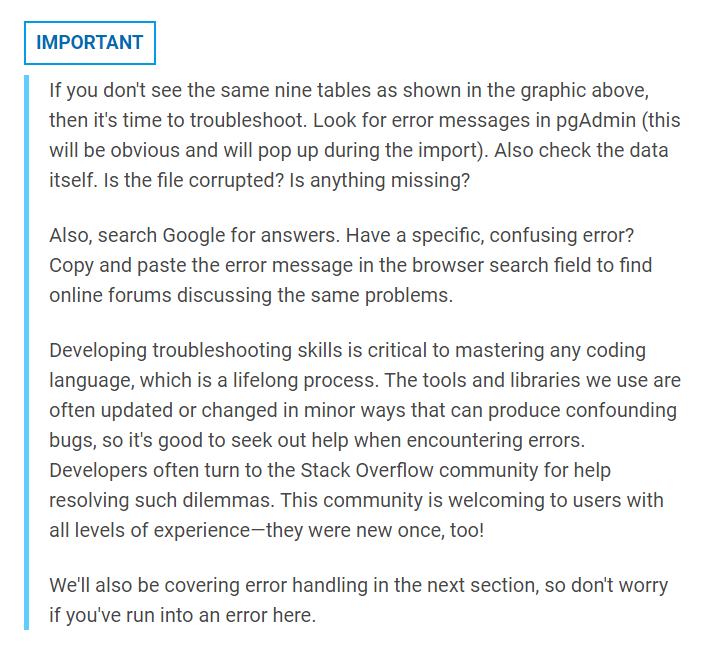 IMPORTANT
If you don't see the same nine tables as shown in the graphic above,
then it's time to troubleshoot. Look for error messages in pgAdmin (this
will be obvious and will pop up during the import). Also check the data
itself. Is the file corrupted? Is anything missing?
Also, search Google for answers. Have a specific, confusing error?
Copy and paste the error message in the browser search field to find
online forums discussing the same problems.
Developing troubleshooting skills is critical to mastering any coding
language, which is a lifelong process. The tools and libraries we use are
often updated or changed in minor ways that can produce confounding
bugs, so it's good to seek out help when encountering errors.
Developers often turn to the Stack Overflow community for help
resolving such dilemmas. This community is welcoming to users with
all levels of experience—they were new once, too!
We'll also be covering error handling in the next section, so don't worry
if you've run into an error here.